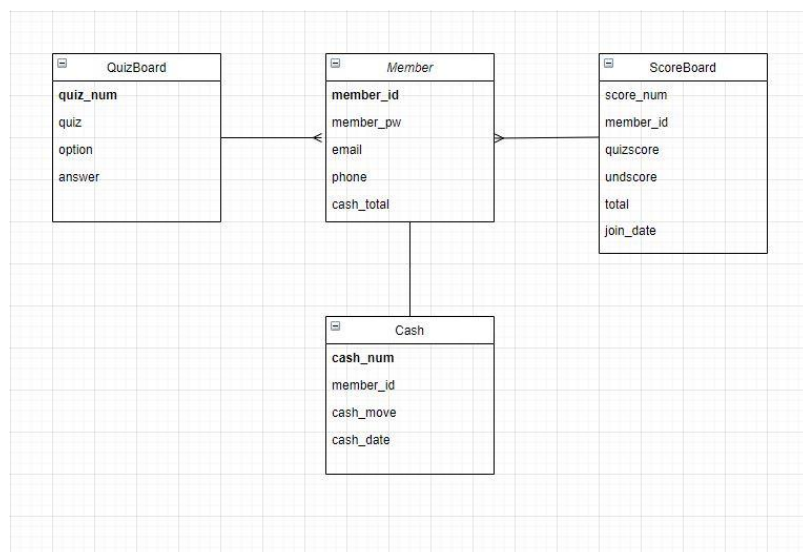 QuizBoard
quiz_num
quiz
option
answer
Member
member_id
member_pw
email
phone
cash_total
ScoreBoard
score_num
member_id
quizscore
undscore
total
join_date
Cash
cash_num
member_id
cash_move
cash_date